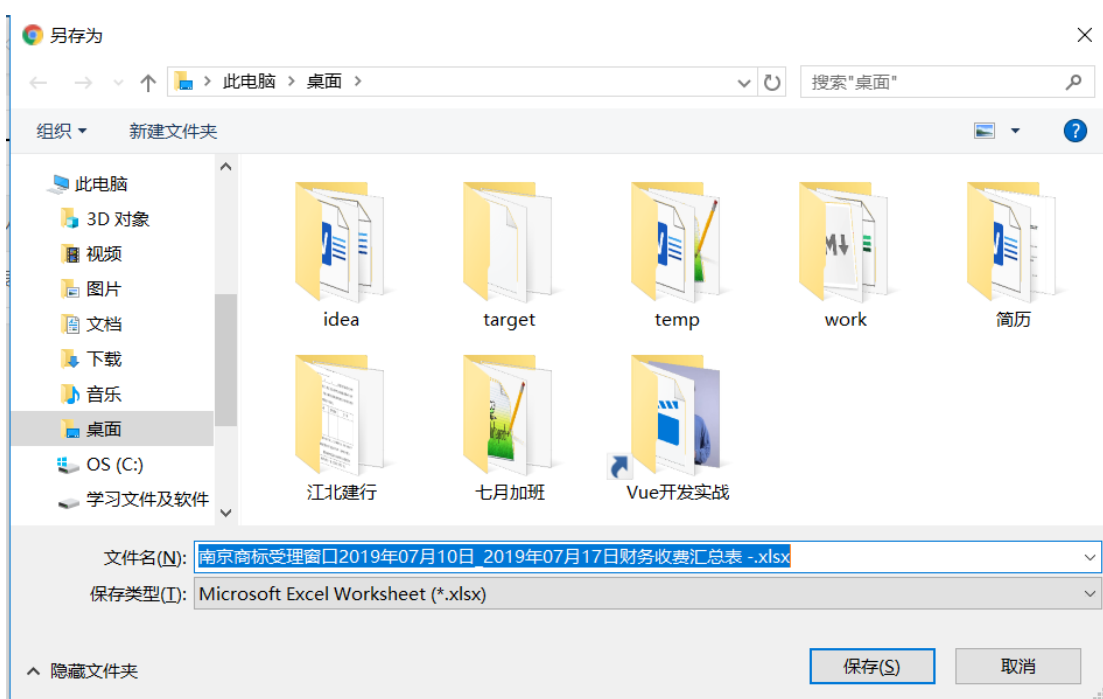 另存为
此电脑 > 桌面 >
搜索"桌面"
组织
新建文件夹
此电脑
3D 对象
视频
图片
文档
下载
音乐
桌面
OS (C:)
学习文件及软件
idea
target
temp
work
简历
江北建行
七月加班
Vue开发实战
文件名(N): 南京商标受理窗口2019年07月10日_2019年07月17日财务收费汇总表 -.xlsx
保存类型(T): Microsoft Excel Worksheet (*.xlsx)
隐藏文件夹
保存(S)
取消